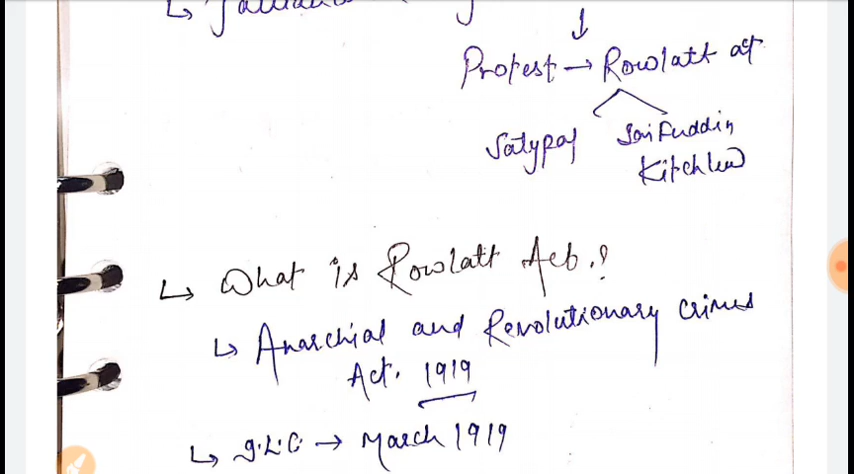 ↳
Protest → Rowlatt act
Satypal Saifuddin
Kitchlew
↳ What is Rowlatt Act.?
↳ Anarchial and Revolutionary crimes
Act. 1919
↳ I.L.C → March 1919